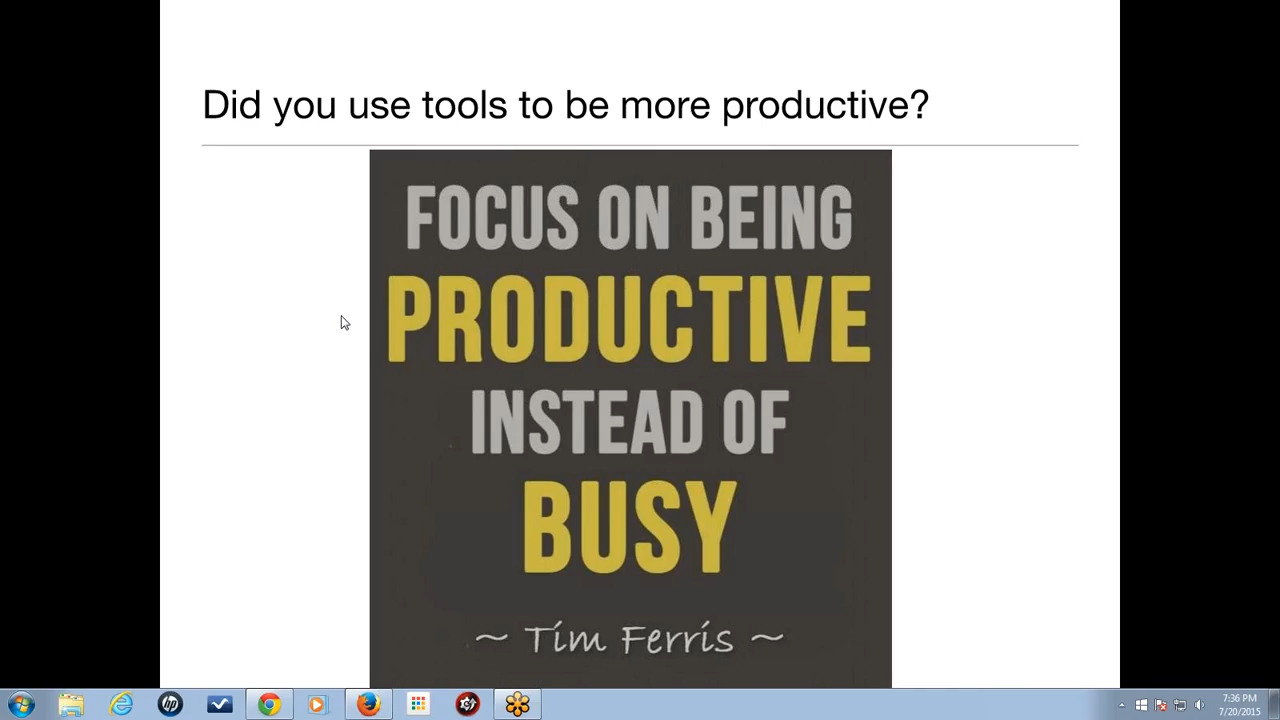 Did you use tools to be more productive?
FOCUS ON BEING
PRODUCTIVE
INSTEAD OF
BUSY
~ Tim Ferris ~
hp
7:36 PM
7/20/2015